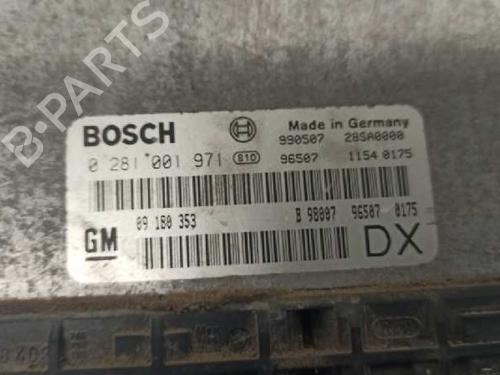 BOSCH
Made in Germany
990507 28SA0000
0 281 001 971 810 96507 1154 0175
09 180 353 B 98007 96507 0175
GM DX
B-PARTS